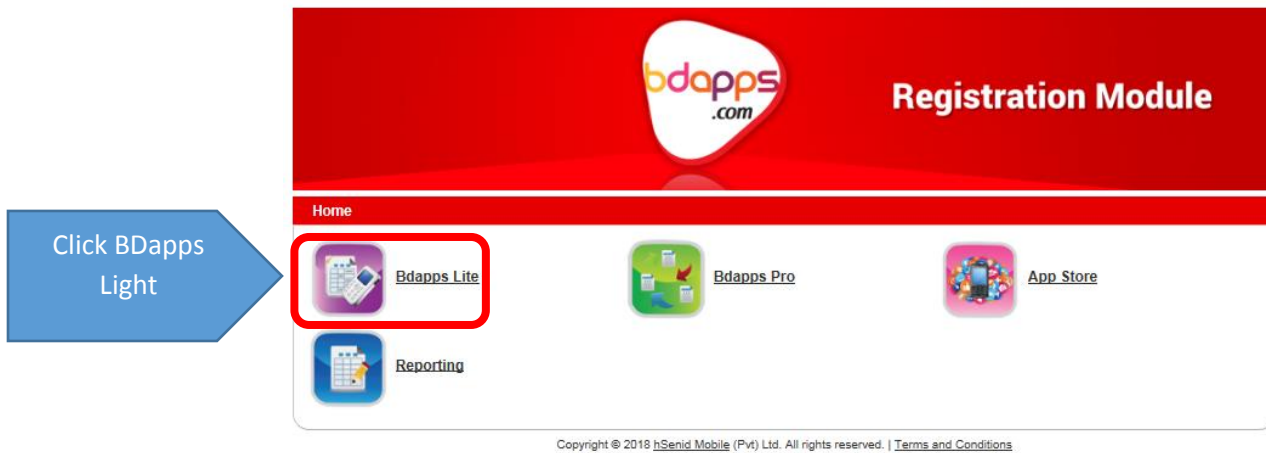 bdapps
.com
Registration Module
Home
Click BDapps
Light
Bdapps Lite
Bdapps Pro
App Store
Reporting
Copyright © 2018 hSenid Mobile (Pvt) Ltd. All rights reserved. | Terms and Conditions